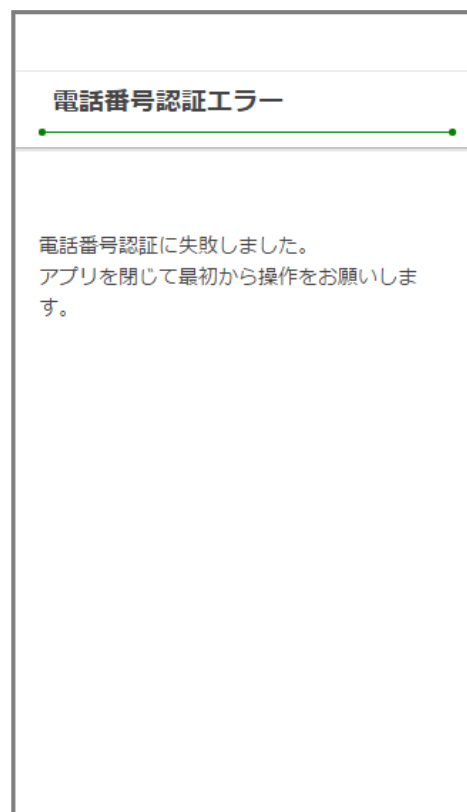 電話番号認証エラー
電話番号認証に失敗しました。
アプリを閉じて最初から操作をお願いしま
す。